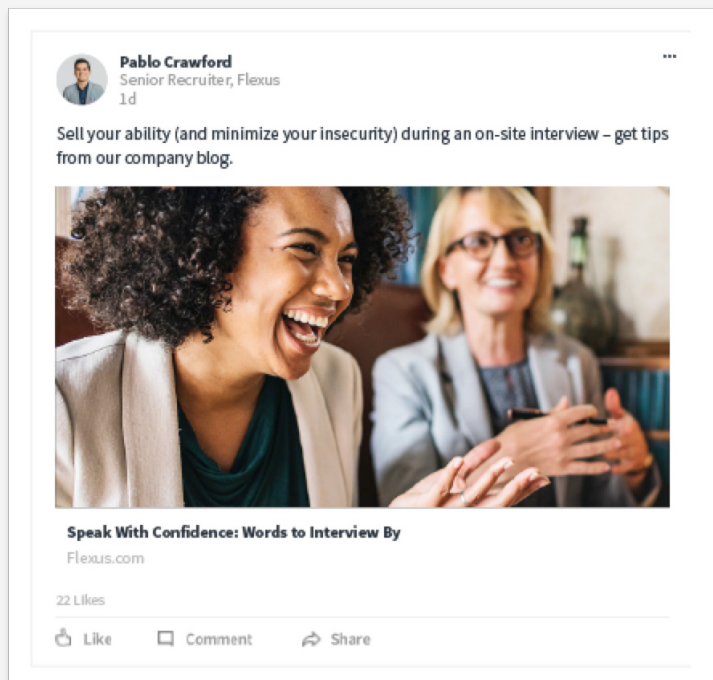 Pablo Crawford
...
Senior Recruiter, Flexus
1d
Sell your ability (and minimize your insecurity) during an on-site interview – get tips
from our company blog.
Speak With Confidence: Words to Interview By
Flexus.com
22 Likes
Like Comment Share